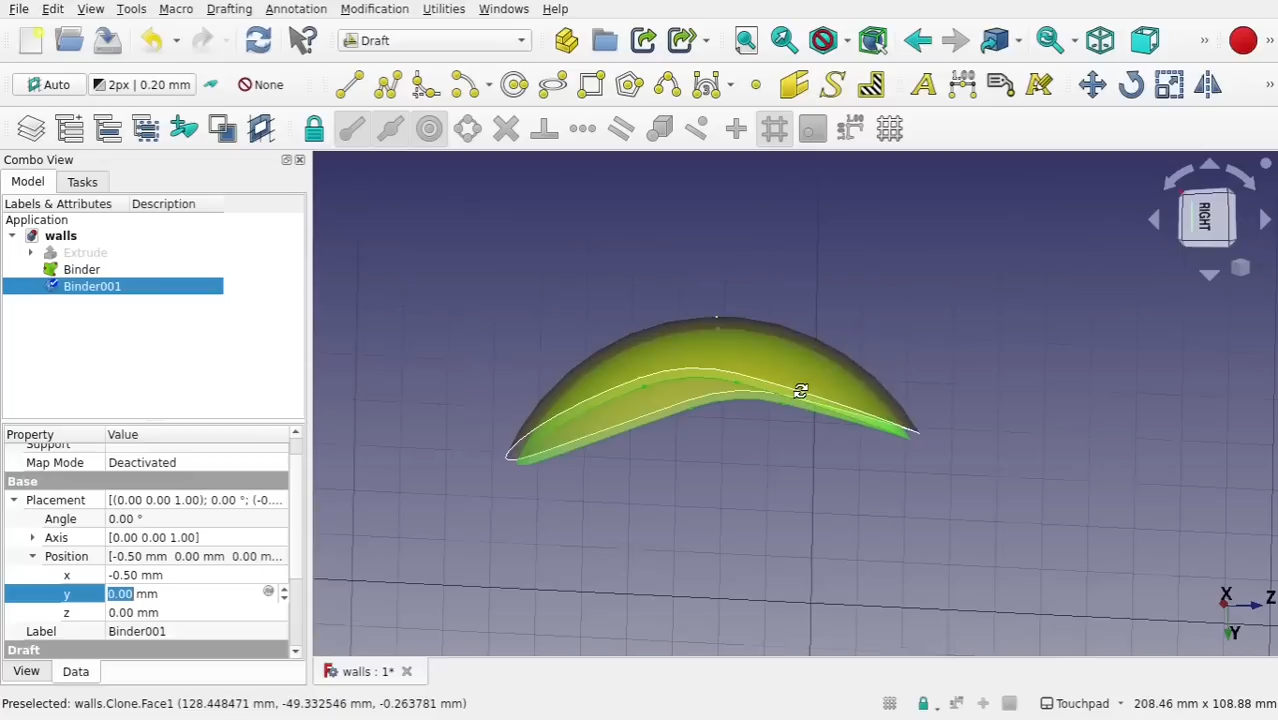 File Edit View Tools Macro Drafting Annotation Modification Utilities Windows Help
Draft
Auto 2px | 0.20 mm None
Combo View
Model Tasks
Labels & Attributes Description
Application
walls
Extrude
Binder
Binder001
Property Value
Support
Map Mode Deactivated
Base
Placement [(0.00 0.00 1.00); 0.00 °; (-0....
Angle 0.00 °
Axis [0.00 0.00 1.00]
Position [-0.50 mm 0.00 mm 0.00 m...
x -0.50 mm
y 0.00 mm
z 0.00 mm
Label Binder001
Draft
View Data
walls : 1*
RIGHT
X Z
Y
1.00
1.00
Preselected: walls.Clone.Face1 (128.448471 mm, -49.332546 mm, -0.263781 mm)
Touchpad 208.46 mm x 108.88 mm